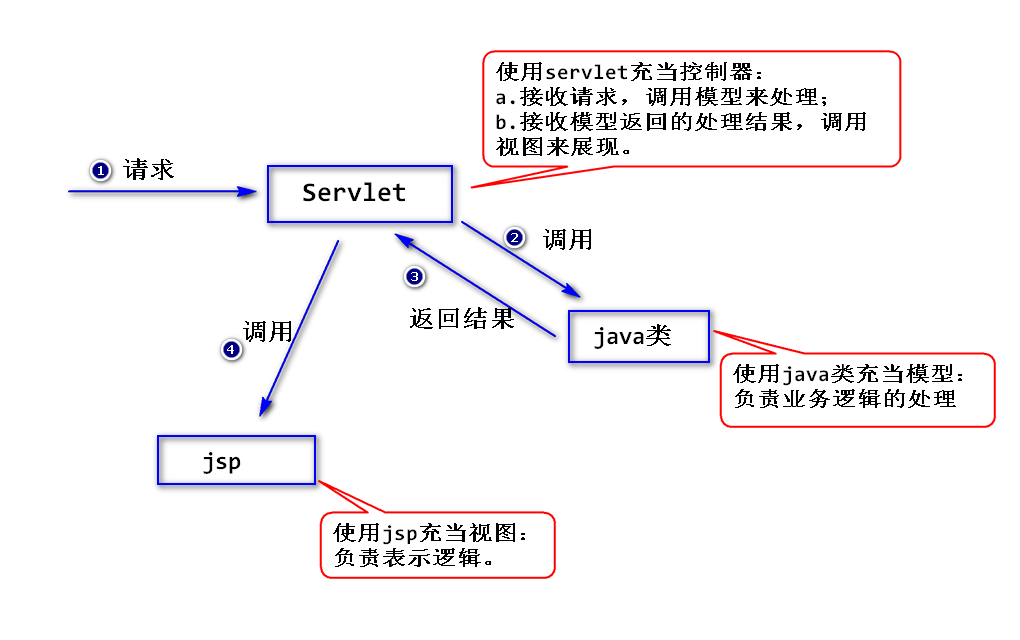 使用servlet充当控制器：
a.接收请求，调用模型来处理；
b.接收模型返回的处理结果，调用
视图来展现。
1 请求
Servlet
2 调用
3
返回结果
java类
使用java类充当模型：
负责业务逻辑的处理
调用
4
jsp
使用jsp充当视图：
负责表示逻辑。